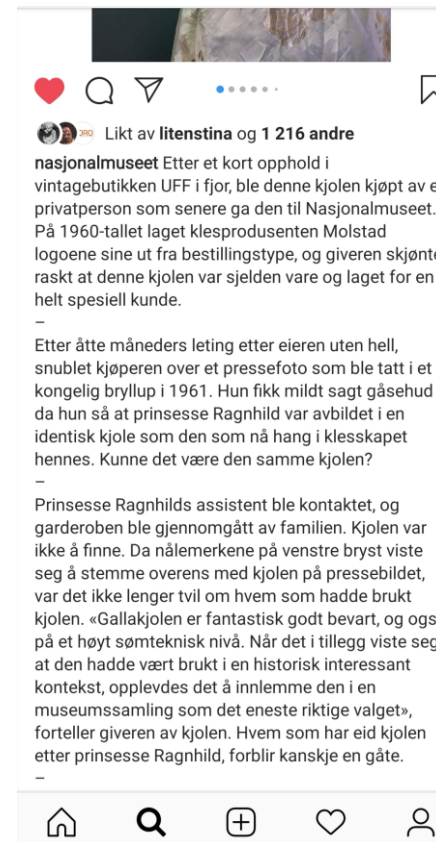 Likt av litenstina og 1 216 andre
nasjonalmuseet Etter et kort opphold i
vintagebutikken UFF i fjor, ble denne kjolen kjøpt av
privatperson som senere ga den til Nasjonalmuseet.
På 1960-tallet laget klesprodusenten Molstad
logoene sine ut fra bestillingstype, og giveren
raskt at denne kjolen var sjelden vare og laget for en
helt spesiell kunde.
–
Etter åtte måneders leting etter eieren uten hell,
snublet kjøperen over et pressefoto som ble tatt i et
kongelig bryllup i 1961. Hun fikk mildt sagt gåsehud
da hun så at prinsesse Ragnhild var avbildet i en
identisk kjole som den som nå hang i klesskapet
hennes. Kunne det være den samme kjolen?
–
Prinsesse Ragnhilds assistent ble kontaktet, og
garderoben ble gjennomgått av familien. Kjolen var
ikke å finne. Da nålemerkene på venstre bryst viste
seg å stemme overens med kjolen på pressebildet,
var det ikke lenger tvil om hvem som hadde brukt
kjolen. «Gallakjolen er fantastisk godt bevart, og
på et høyt sømteknisk nivå. Når det i tillegg viste seg
at den hadde vært brukt i en historisk interessant
kontekst, opplevdes det å innlemme den i en
museumssamling som det eneste riktige valget»,
forteller giveren av kjolen. Hvem som har eid kjolen
etter prinsesse Ragnhild, forblir kanskje en gåte.
–